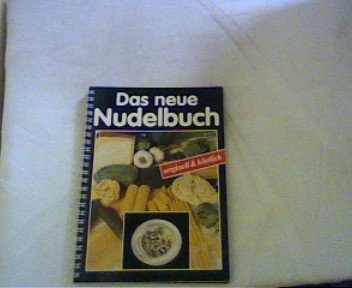 Das neue
Nudelbuch
originell & köstlich